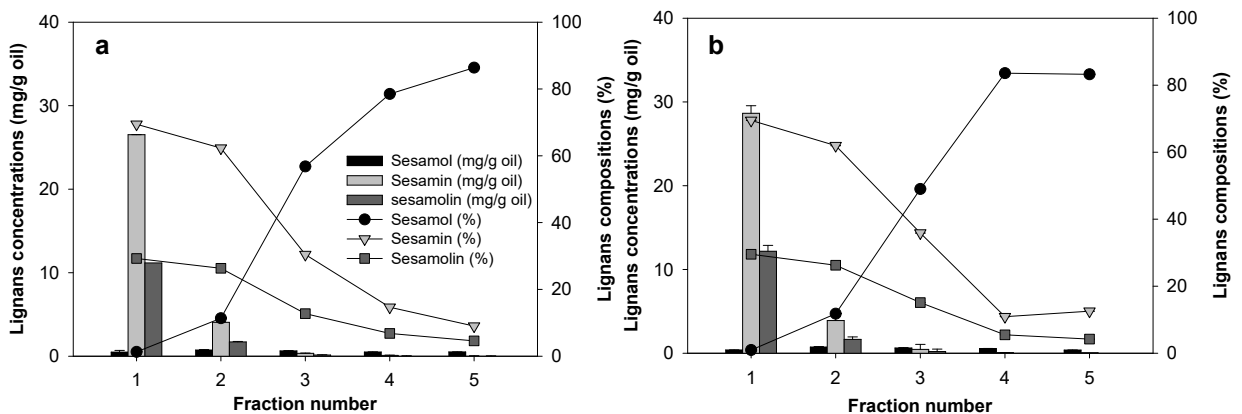 a
Lignans concentrations (mg/g oil)
40
30
20
10
0
100
80
60
40
20
0
Lignans compositions (%)
Sesamol (mg/g oil)
Sesamin (mg/g oil)
sesamolin (mg/g oil)
Sesamol (%)
Sesamin (%)
Sesamolin (%)
1 2 3 4 5
Fraction number
b
Lignans concentrations (mg/g oil)
40
30
20
10
0
100
80
60
40
20
0
Lignans compositions (%)
1 2 3 4 5
Fraction number